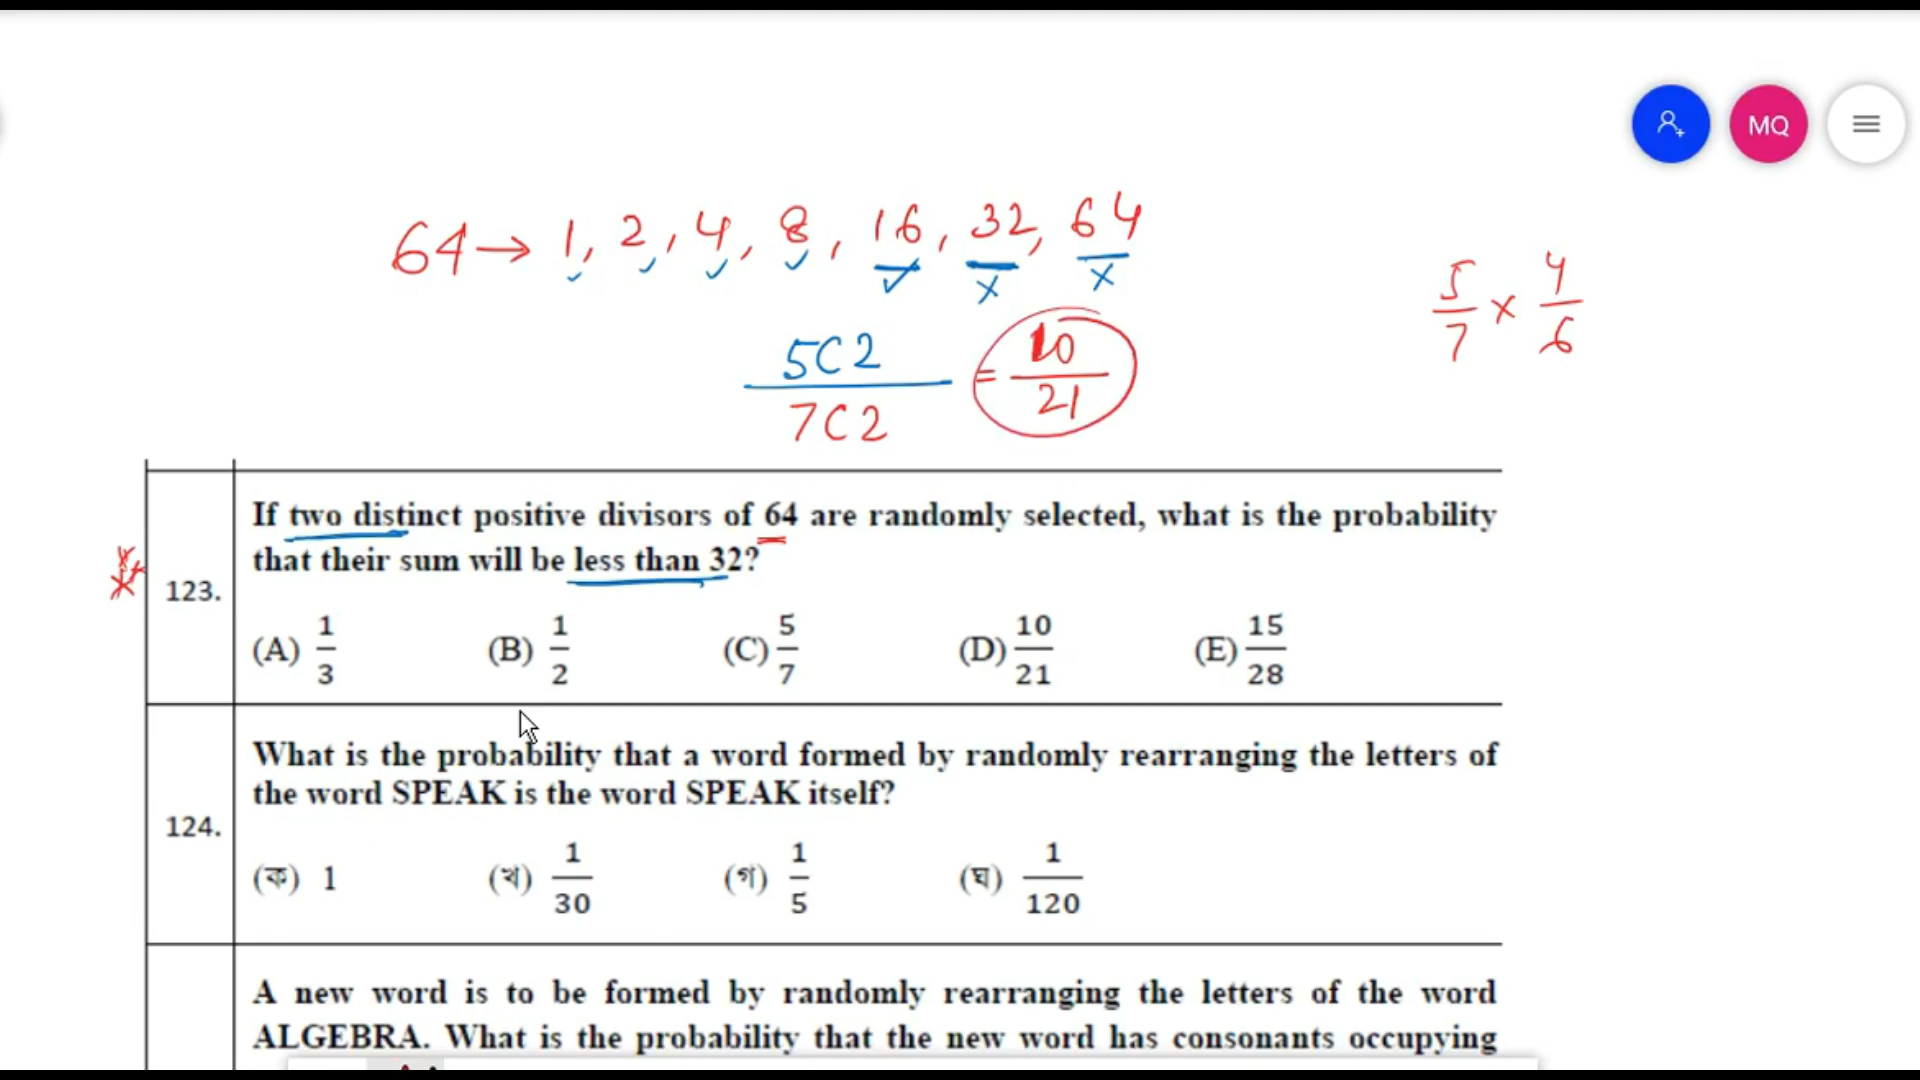 MQ
64 → 1, 2, 4, 8, 16, 32, 64
5/7 × 4/6
5C2/7C2 = 10/21
123.
If two distinct positive divisors of 64 are randomly selected, what is the probability
that their sum will be less than 32?
(A) 1/3 (B) 1/2 (C) 5/7 (D) 10/21 (E) 15/28
124.
What is the probability that a word formed by randomly rearranging the letters of
the word SPEAK is the word SPEAK itself?
(ক) 1 (খ) 1/30 (গ) 1/5 (ঘ) 1/120
A new word is to be formed by randomly rearranging the letters of the word
ALGEBRA. What is the probability that the new word has consonants occupying